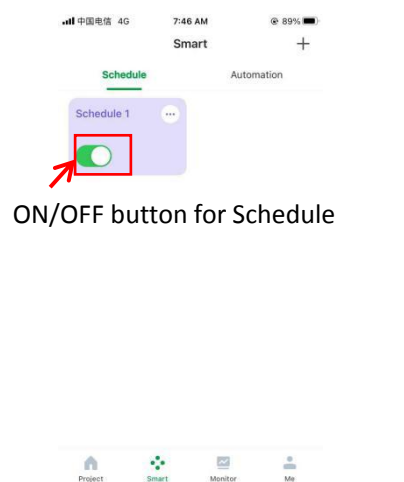 中国电信 4G 7:46 AM 89%
Smart
Schedule Automation
Schedule 1
ON/OFF button for Schedule
Project Smart Monitor Me